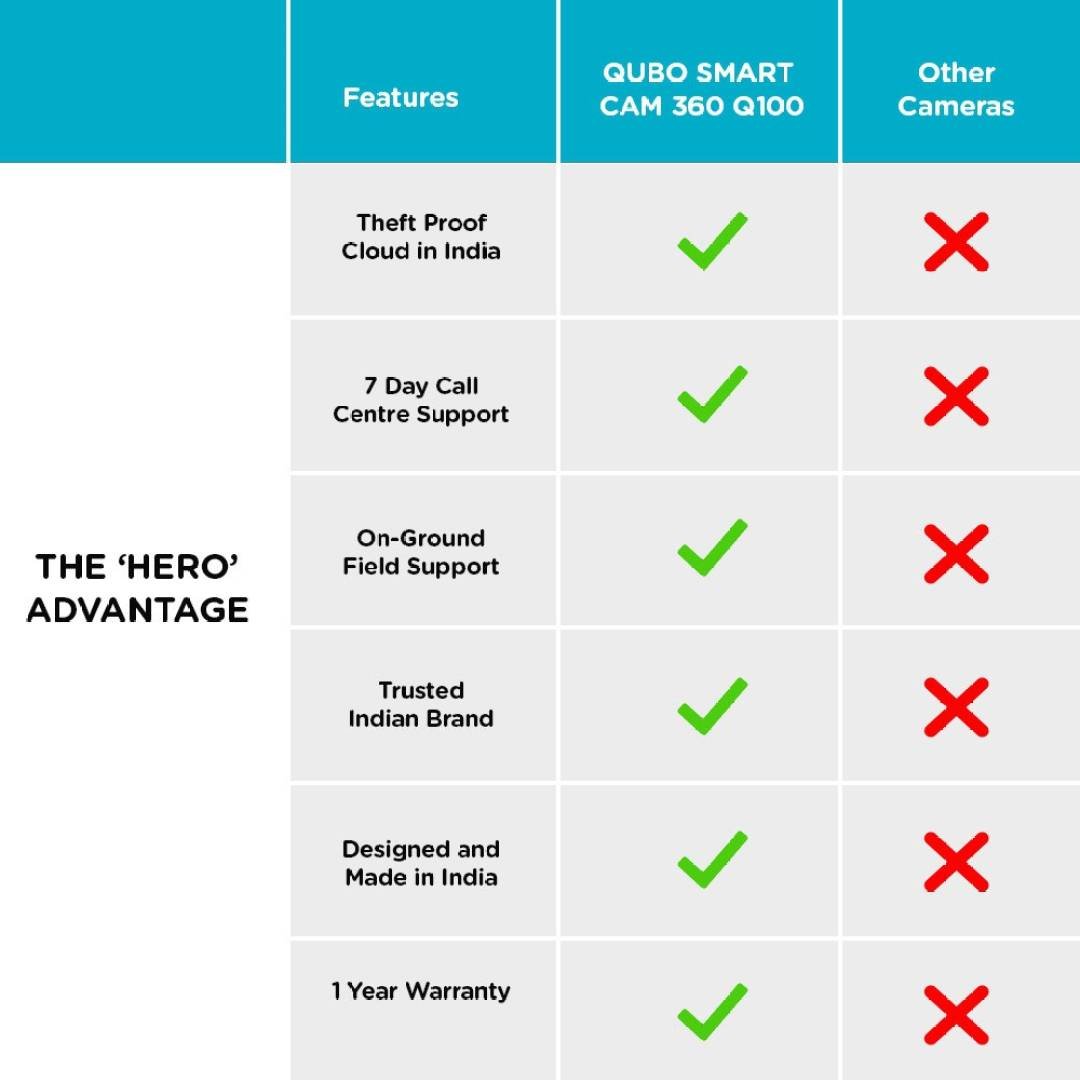 Features
QUBO SMART
CAM 360 Q100
Other
Cameras
THE ‘HERO’
ADVANTAGE
Theft Proof
Cloud in India
7 Day Call
Centre Support
On-Ground
Field Support
Trusted
Indian Brand
Designed and
Made in India
1 Year Warranty